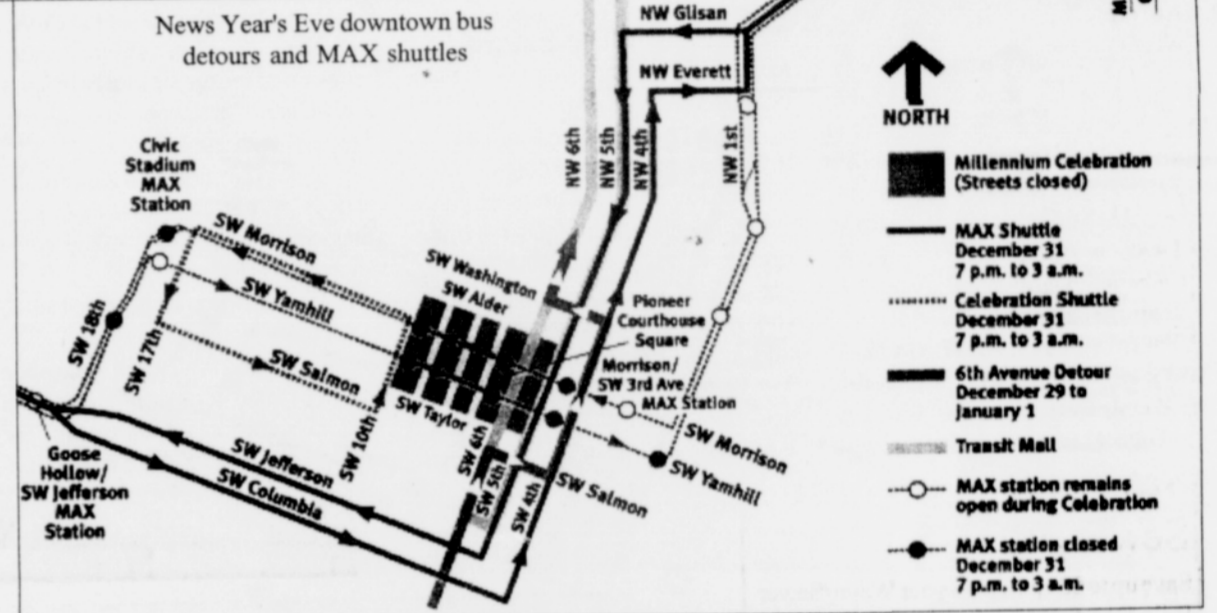 News Year's Eve downtown bus
detours and MAX shuttles
NW Glisan
NW Everett
NW 6th
NW 5th
NW 4th
NW 1st
Civic
Stadium
MAX
Station
SW Morrison
SW Yamhill
SW Salmon
SW 18th
SW 17th
SW 10th
SW Washington
SW Alder
SW Taylor
Pioneer
Courthouse
Square
Morrison/
SW 3rd Ave
MAX Station
SW Morrison
SW Yamhill
SW Salmon
SW 6th
SW 5th
SW 4th
SW Jefferson
SW Columbia
Goose
Hollow/
SW Jefferson
MAX
Station
NORTH
Millennium Celebration
(Streets closed)
MAX Shuttle
December 31
7 p.m. to 3 a.m.
Celebration Shuttle
December 31
7 p.m. to 3 a.m.
6th Avenue Detour
December 29 to
January 1
Transit Mall
MAX station remains
open during Celebration
MAX station closed
December 31
7 p.m. to 3 a.m.